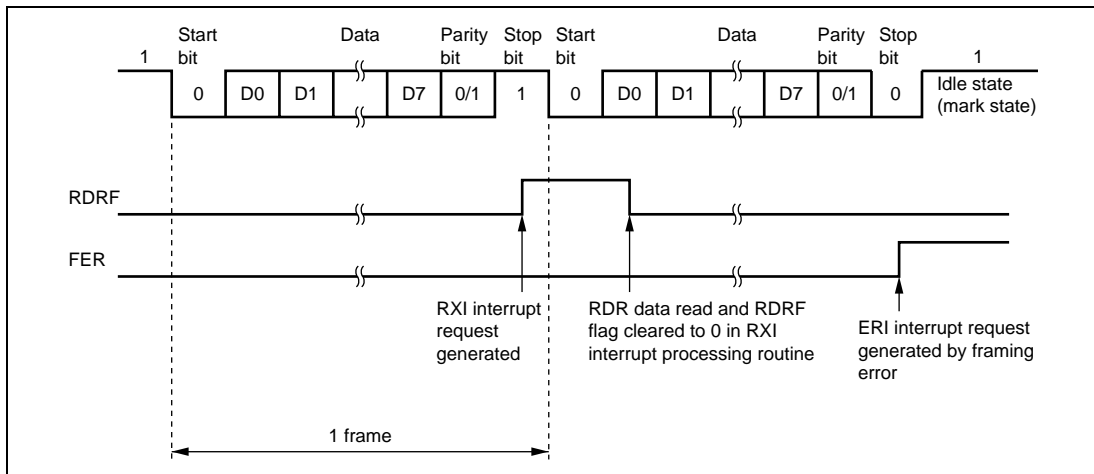 1
Start bit
Data
Parity bit
Stop bit
Start bit
Data
Parity bit
Stop bit
1
0 D0 D1 D7 0/1 1 0 D0 D1 D7 0/1 0
Idle state
(mark state)
RDRF
FER
RXI interrupt
request
generated
RDR data read and RDRF
flag cleared to 0 in RXI
interrupt processing routine
ERI interrupt request
generated by framing
error
1 frame